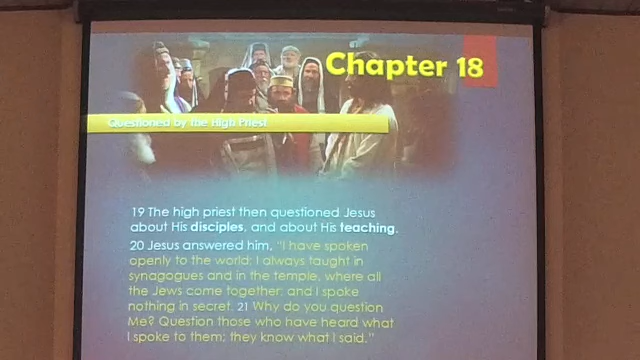 Chapter 18
Questioned by the High Priest
19 The high priest then questioned Jesus
about His disciples, and about His teaching.
20 Jesus answered him, "I have spoken
openly to the world; I always taught in
synagogues and in the temple, where all
the Jews come together; and I spoke
nothing in secret. 21 Why do you question
Me? Question those who have heard what
I spoke to them; they know what I said."